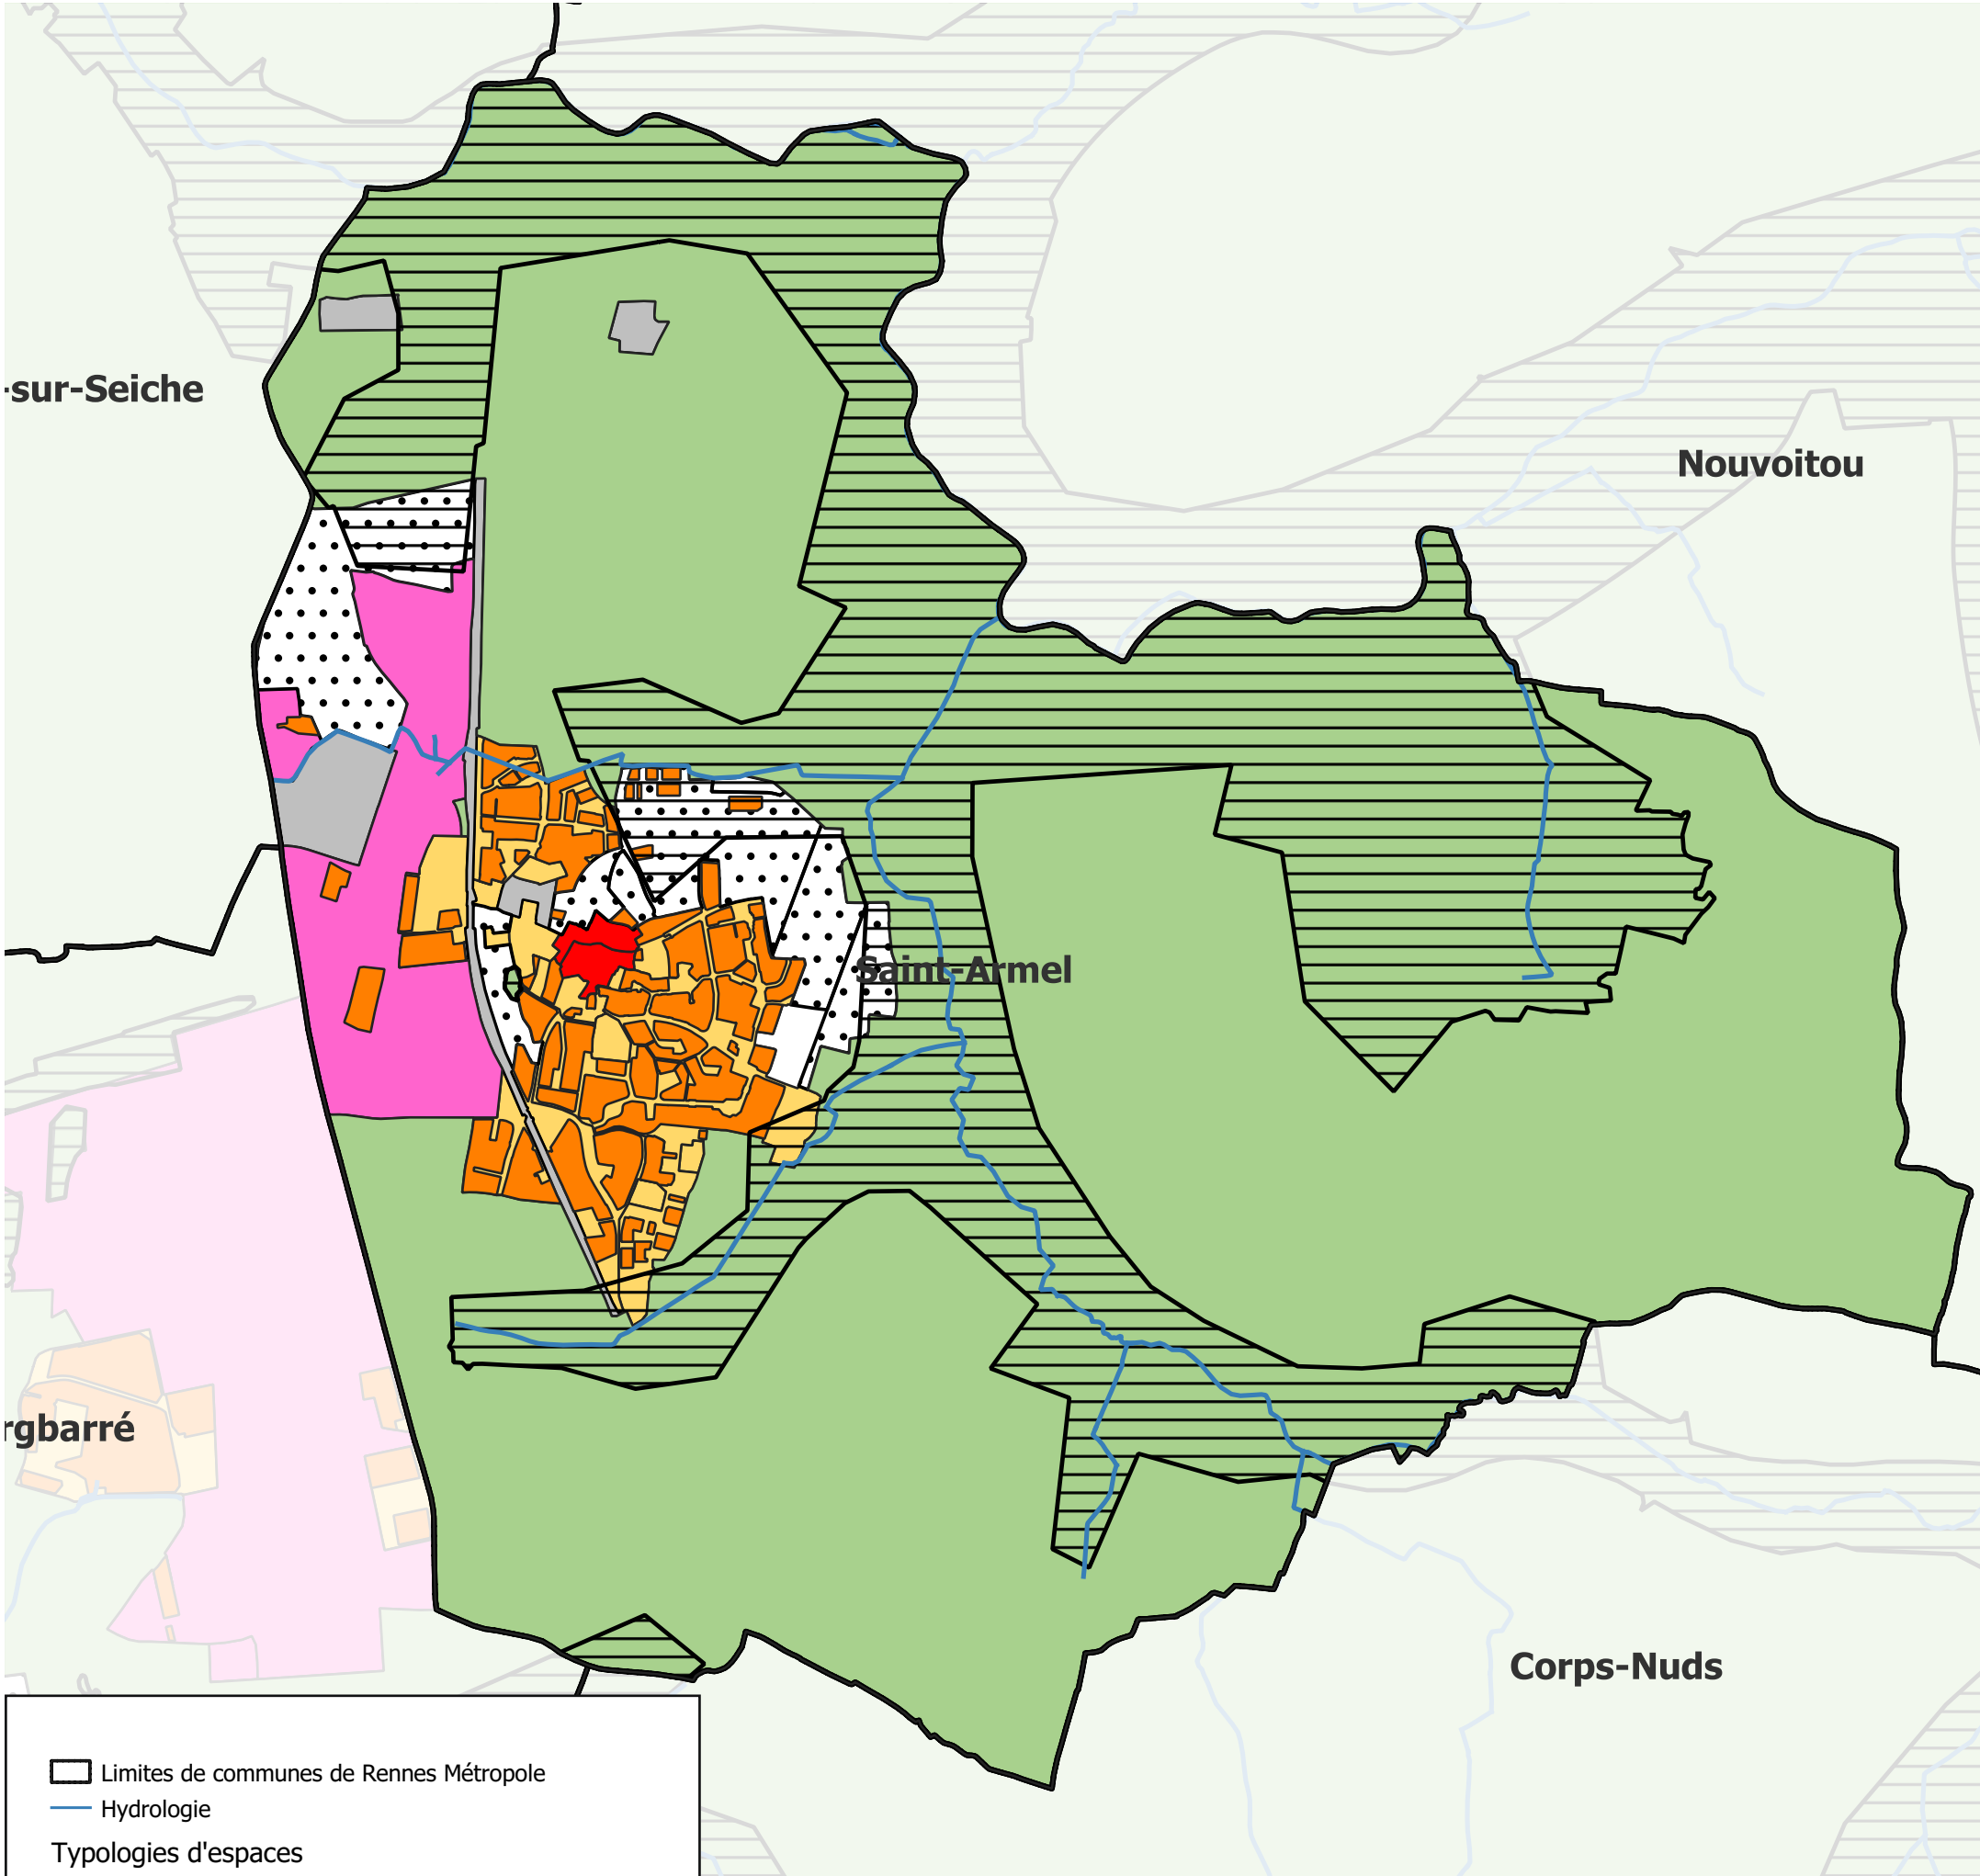 -sur-Seiche
Nouvoitou
Saint-Armel
rgbarré
Corps-Nuds
Limites de communes de Rennes Métropole
Hydrologie
Typologies d'espaces